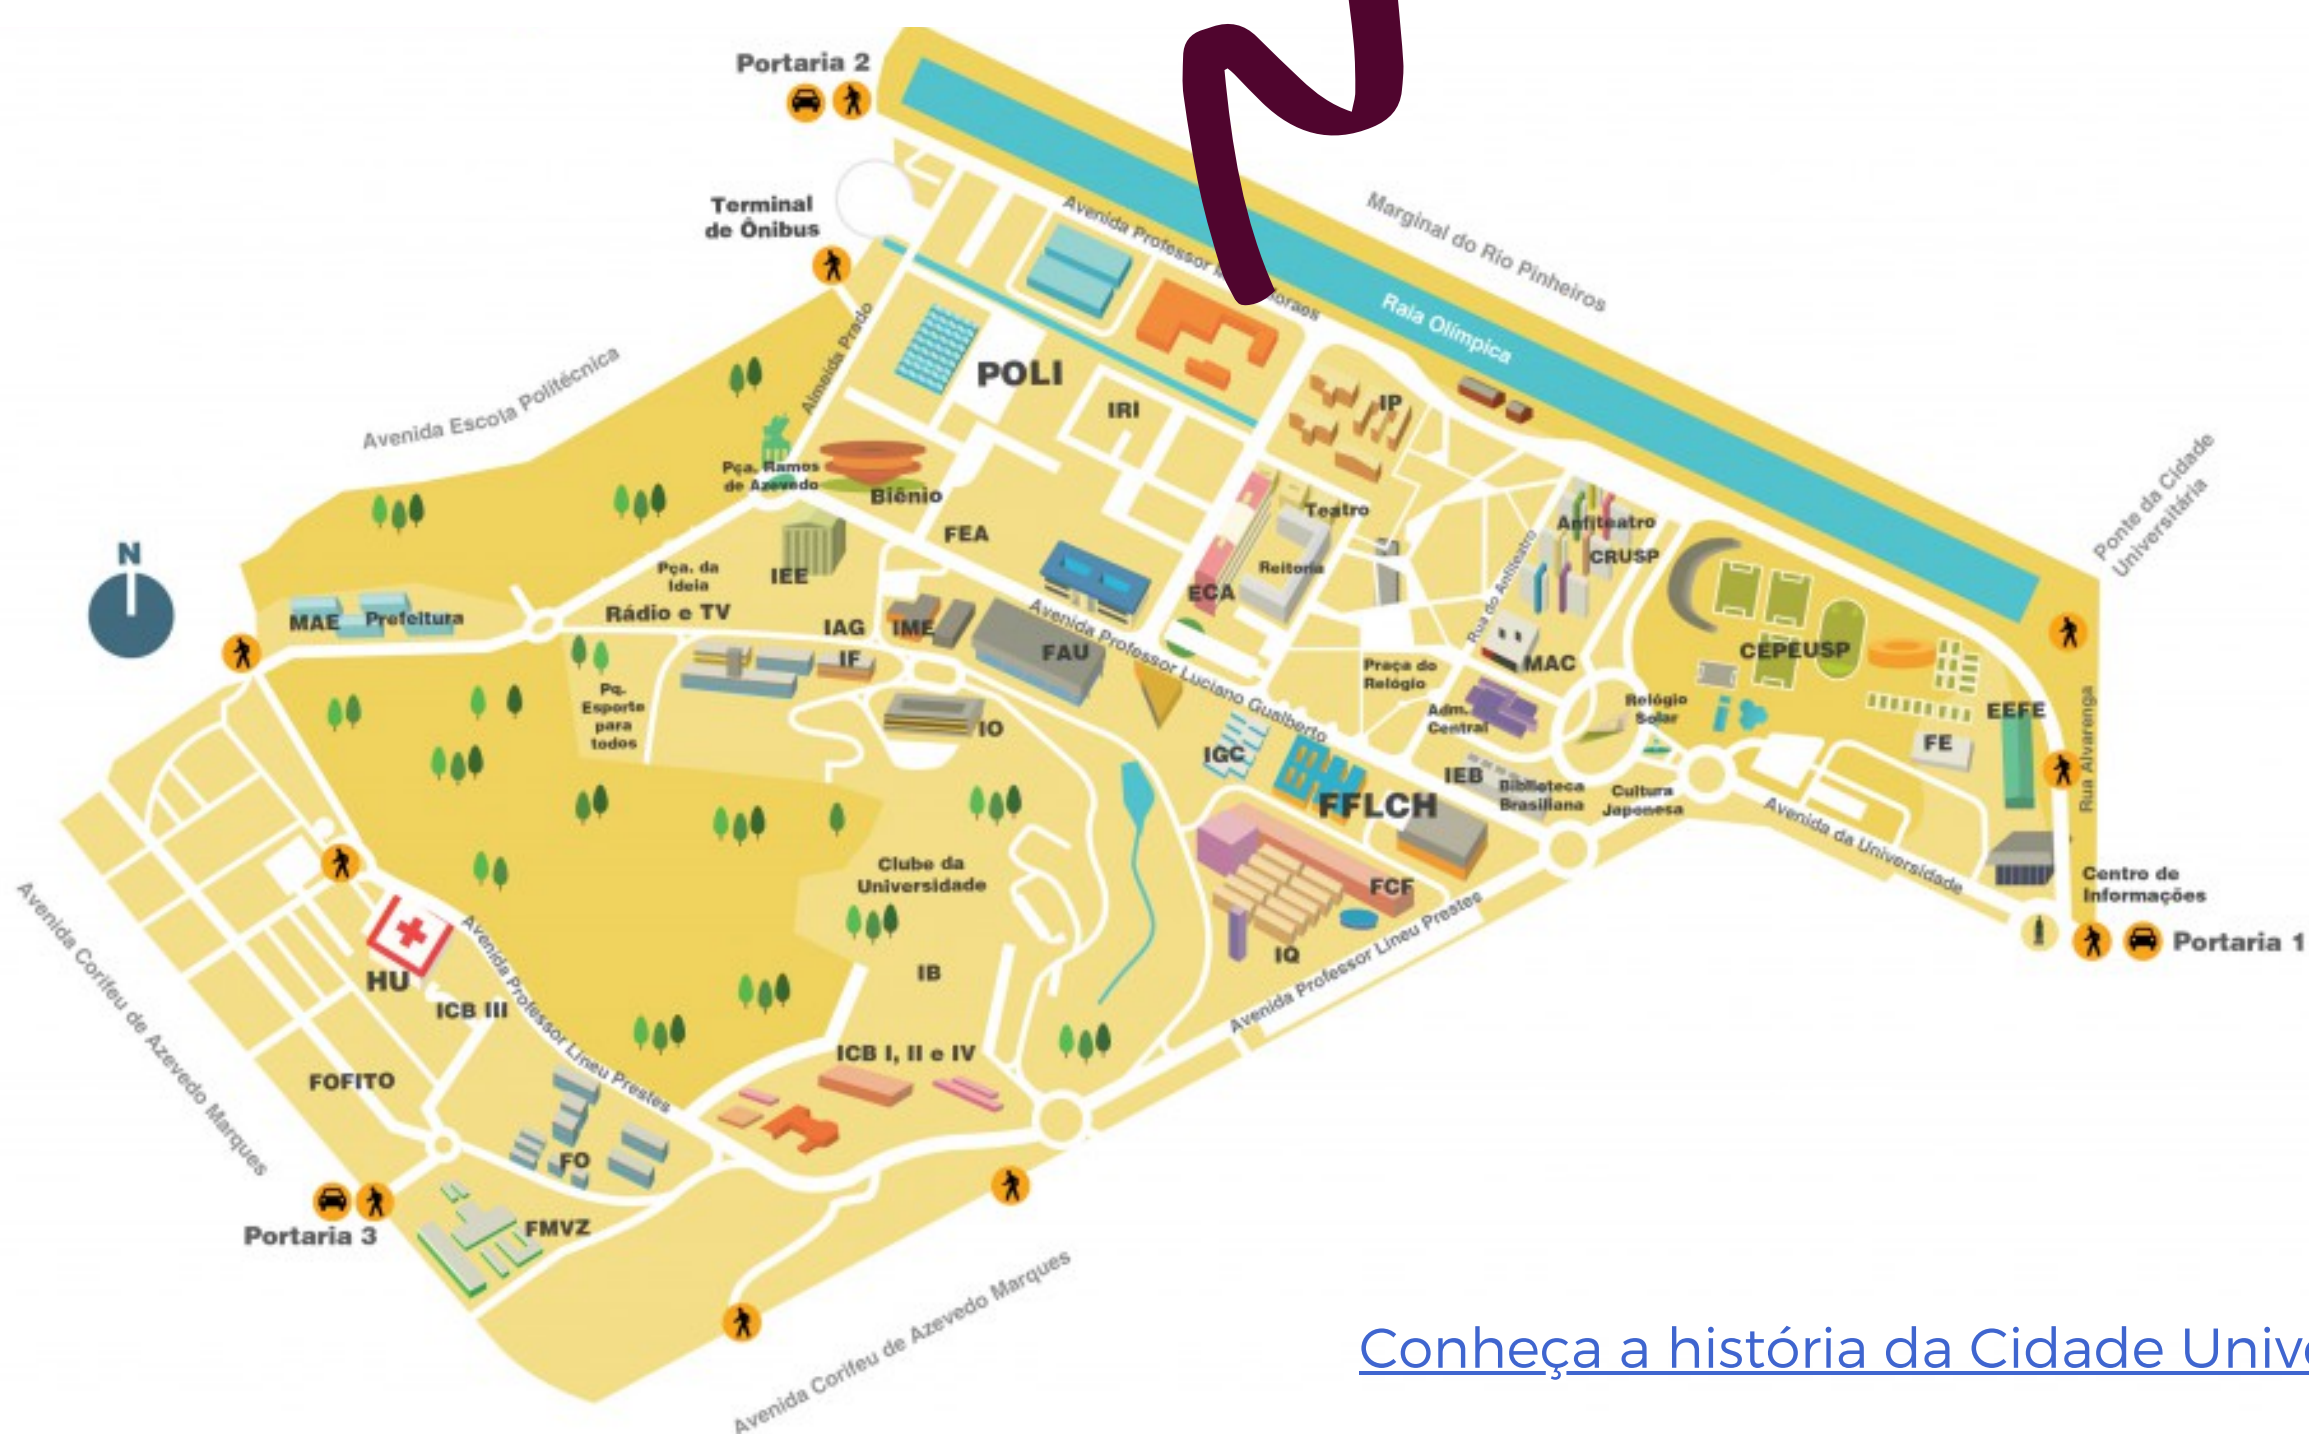 Portaria 2
Terminal
de Ônibus
Avenida Professor
oraes
Marginal do Rio Pinheiros
Raia Olímpica
Ponte da Cidade
Universitária
Avenida Escola Politécnica
Almeida Prado
POLI
IRI
IP
Pça. Ramos
de Azevedo
Biênio
Teatro
Anfiteatro
CRUSP
FEA
N
Pça. da
Ideia
IEE
Reitoria
ECA
Rua do Anfiteatro
MAE
Prefeitura
Rádio e TV
IAG
IME
IF
FAU
Avenida Professor Luciano Gualberto
Praça do
Relógio
MAC
CEPEUSP
Pq.
Esporte
para
todos
IO
Adm.
Central
Relógio
Solar
EEFE
FE
Rua Alvarenga
IGC
FFLCH
IEB
Biblioteca
Brasiliana
Cultura
Japonesa
Avenida da Universidade
Clube da
Universidade
FCF
Centro de
Informações
Portaria 1
IQ
Avenida Professor Lineu Prestes
Avenida Corifeu de Azevedo Marques
HU
ICB III
Avenida Professor Lineu Prestes
IB
ICB I, II e IV
FOFITO
FO
FMVZ
Portaria 3
Avenida Corifeu de Azevedo Marques
Conheça a história da Cidade Unive